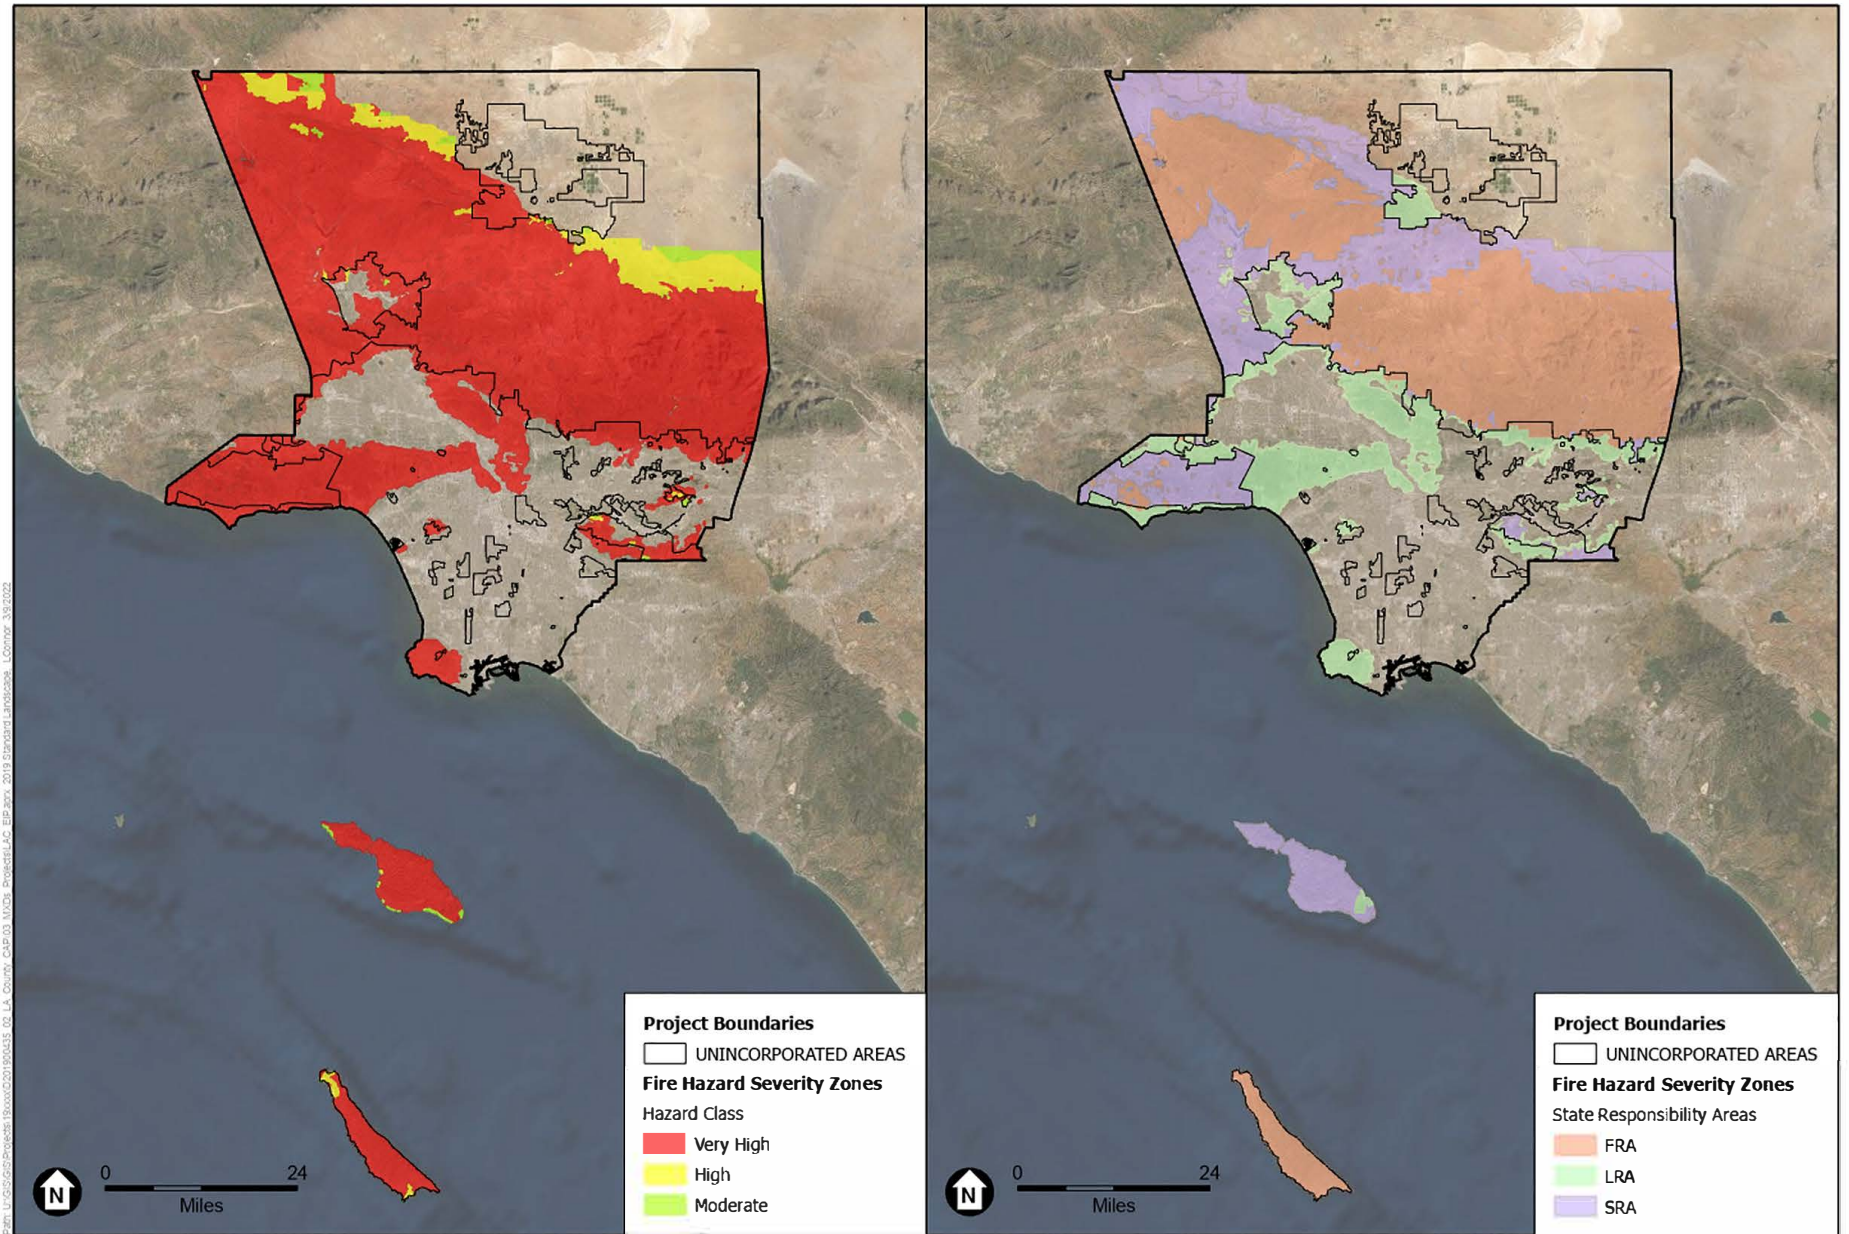 Project Boundaries
UNINCORPORATED AREAS
Fire Hazard Severity Zones
Hazard Class
Very High
High
Moderate
N
0 24
Miles
Project Boundaries
UNINCORPORATED AREAS
Fire Hazard Severity Zones
State Responsibility Areas
FRA
LRA
SRA
N
0 24
Miles